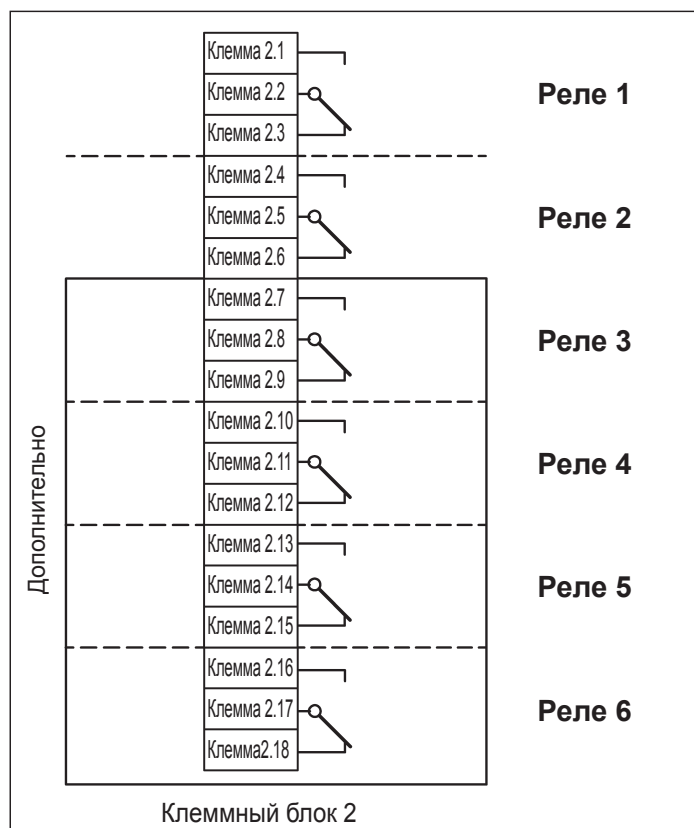 Клемма 2.1
Клемма 2.2
Клемма 2.3
Реле 1
Клемма 2.4
Клемма 2.5
Клемма 2.6
Реле 2
Клемма 2.7
Клемма 2.8
Клемма 2.9
Реле 3
Клемма 2.10
Клемма 2.11
Клемма 2.12
Реле 4
Клемма 2.13
Клемма 2.14
Клемма 2.15
Реле 5
Клемма 2.16
Клемма 2.17
Клемма2.18
Реле 6
Дополнительно
Клеммный блок 2